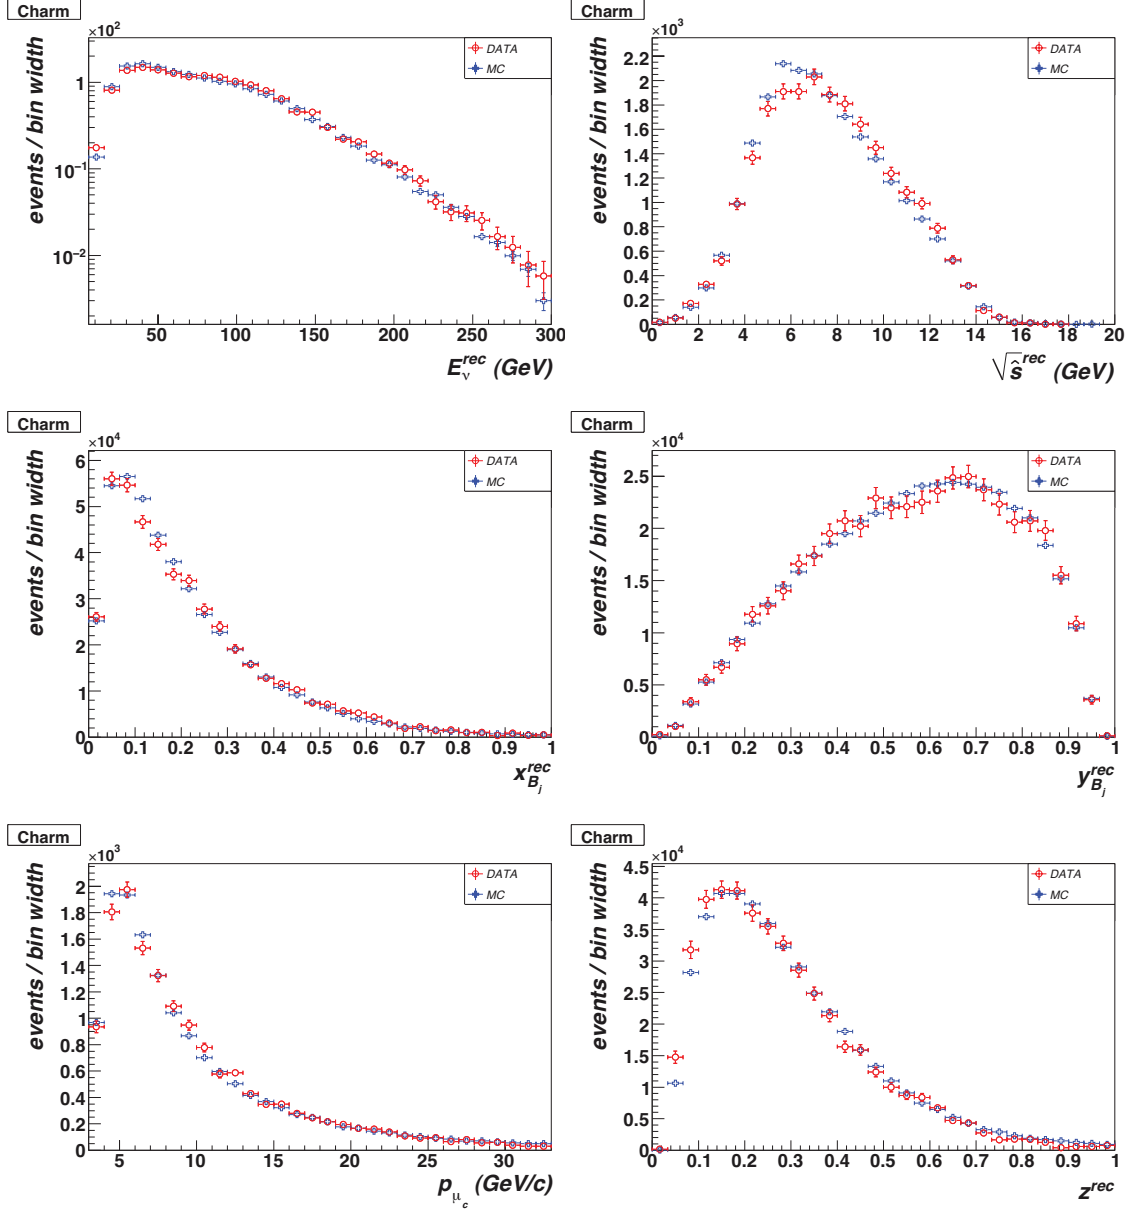 Charm
×10²
events / bin width
DATA
MC
1
10⁻¹
10⁻²
50 100 150 200 250 300
E_ν^rec (GeV)
Charm
×10³
events / bin width
DATA
MC
2.2
2
1.8
1.6
1.4
1.2
1
0.8
0.6
0.4
0.2
0
0 2 4 6 8 10 12 14 16 18 20
√ŝ^rec (GeV)
Charm
×10⁴
events / bin width
DATA
MC
6
5
4
3
2
1
0
0 0.1 0.2 0.3 0.4 0.5 0.6 0.7 0.8 0.9 1
x_{B_j}^rec
Charm
×10⁴
events / bin width
DATA
MC
2.5
2
1.5
1
0.5
0
0 0.1 0.2 0.3 0.4 0.5 0.6 0.7 0.8 0.9 1
y_{B_j}^rec
Charm
×10³
events / bin width
DATA
MC
2
1.8
1.6
1.4
1.2
1
0.8
0.6
0.4
0.2
0
5 10 15 20 25 30
p_{μ_c} (GeV/c)
Charm
×10⁴
events / bin width
DATA
MC
4.5
4
3.5
3
2.5
2
1.5
1
0.5
0
0 0.1 0.2 0.3 0.4 0.5 0.6 0.7 0.8 0.9 1
z^rec